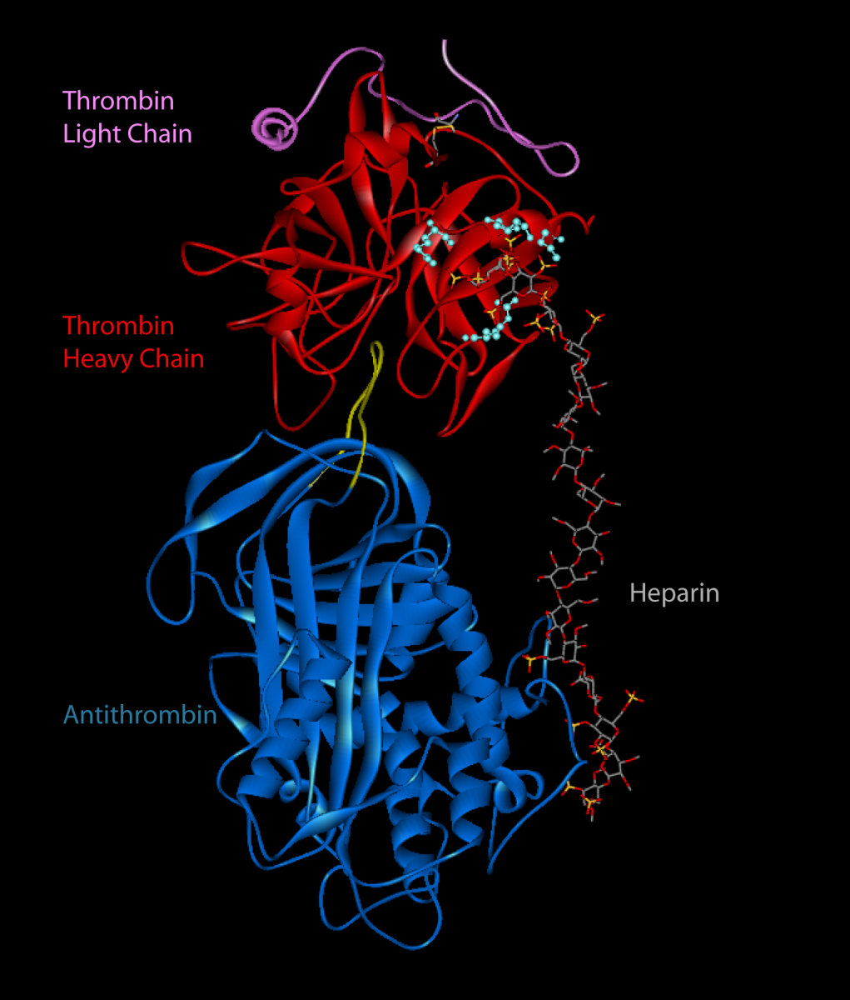 Thrombin
Light Chain
Thrombin
Heavy Chain
Heparin
Antithrombin